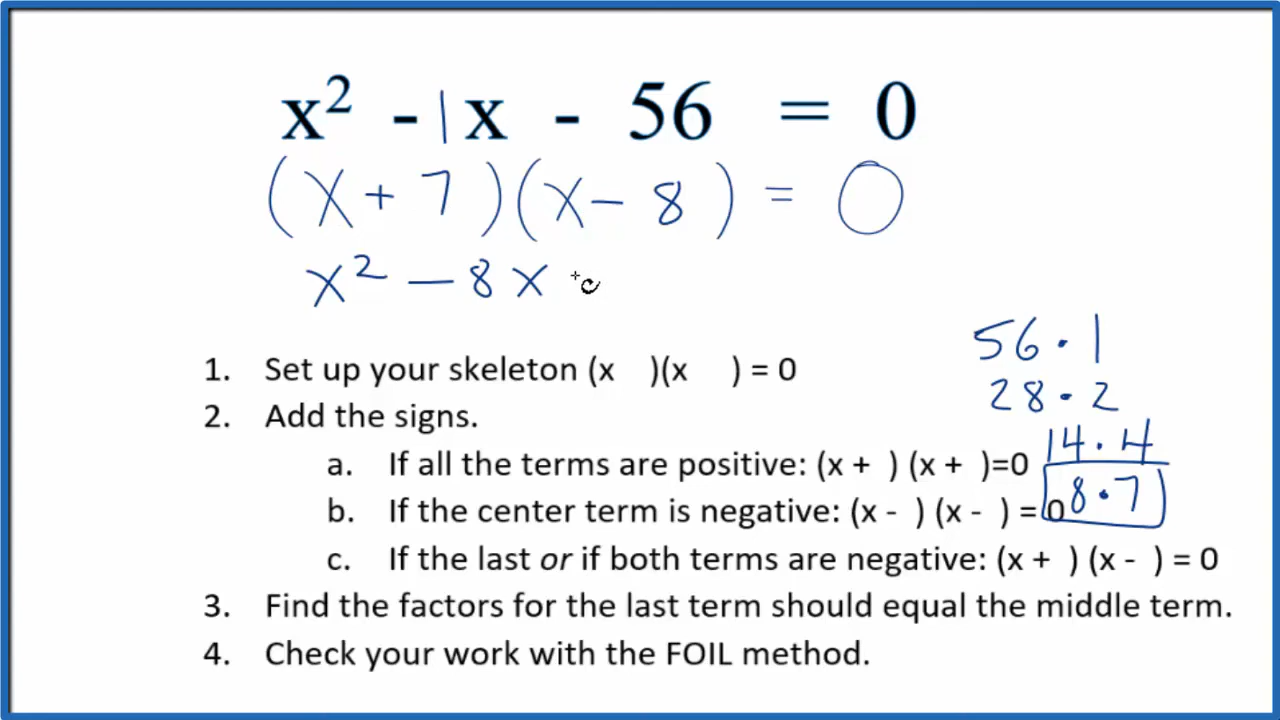 x² - 1x - 56 = 0
(x + 7)(x - 8) = 0
x² - 8x
56 · 1
1. Set up your skeleton (x  )(x  ) = 0
28 · 2
2. Add the signs.
14 · 4
a. If all the terms are positive: (x +  ) (x +  )=0
8 · 7
b. If the center term is negative: (x -  ) (x -  ) = 0
c. If the last or if both terms are negative: (x +  ) (x -  ) = 0
3. Find the factors for the last term should equal the middle term.
4. Check your work with the FOIL method.